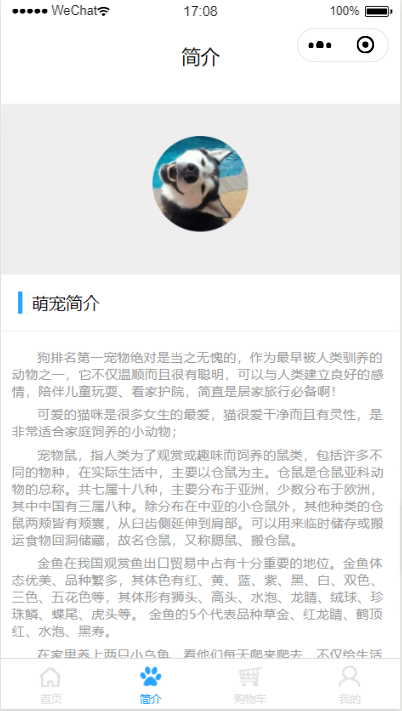 WeChat 17:08 100%
简介
萌宠简介
狗排名第一宠物绝对是当之无愧的，作为最早被人类驯养的
动物之一，它不仅温顺而且很有聪明，可以与人类建立良好的感
情，陪伴儿童玩耍、看家护院，简直是居家旅行必备啊！
可爱的猫咪是很多女生的最爱，猫很爱干净而且有灵性，是
非常适合家庭饲养的小动物；
宠物鼠，指人类为了观赏或趣味而饲养的鼠类，包括许多不
同的物种，在实际生活中，主要以仓鼠为主。仓鼠是仓鼠亚科动
物的总称。共七属十八种，主要分布于亚洲，少数分布于欧洲，
其中中国有三属八种。除分布在中亚的小仓鼠外，其他种类的仓
鼠两颊皆有颊囊，从臼齿侧延伸到肩部。可以用来临时储存或搬
运食物回洞储藏，故名仓鼠，又称腮鼠、搬仓鼠。
金鱼在我国观赏鱼出口贸易中占有十分重要的地位。金鱼体
态优美、品种繁多，其体色有红、黄、蓝、紫、黑、白、双色、
三色、五花色等，其体形有狮头、高头、水泡、龙睛、绒球、珍
珠鳞、蝶尾、虎头等。 金鱼的5个代表品种草金、红龙睛、鹤顶
红、水泡、黑寿。
在家里养上两只小乌龟，看他们每天爬来爬去，不仅给生活
首页 简介 购物车 我的